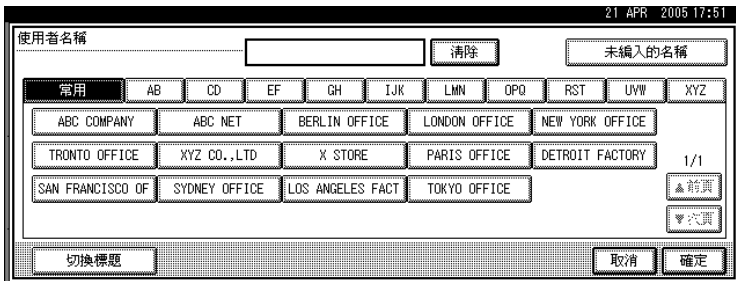 21 APR 2005 17:51
使用者名稱 清除 未編入的名稱
常用 AB CD EF GH IJK LMN OPQ RST UVW XYZ
ABC COMPANY ABC NET BERLIN OFFICE LONDON OFFICE NEW YORK OFFICE
TRONTO OFFICE XYZ CO.,LTD X STORE PARIS OFFICE DETROIT FACTORY 1/1
SAN FRANCISCO OF SYDNEY OFFICE LOS ANGELES FACT TOKYO OFFICE ▲前頁
▼次頁
切換標題 取消 確定